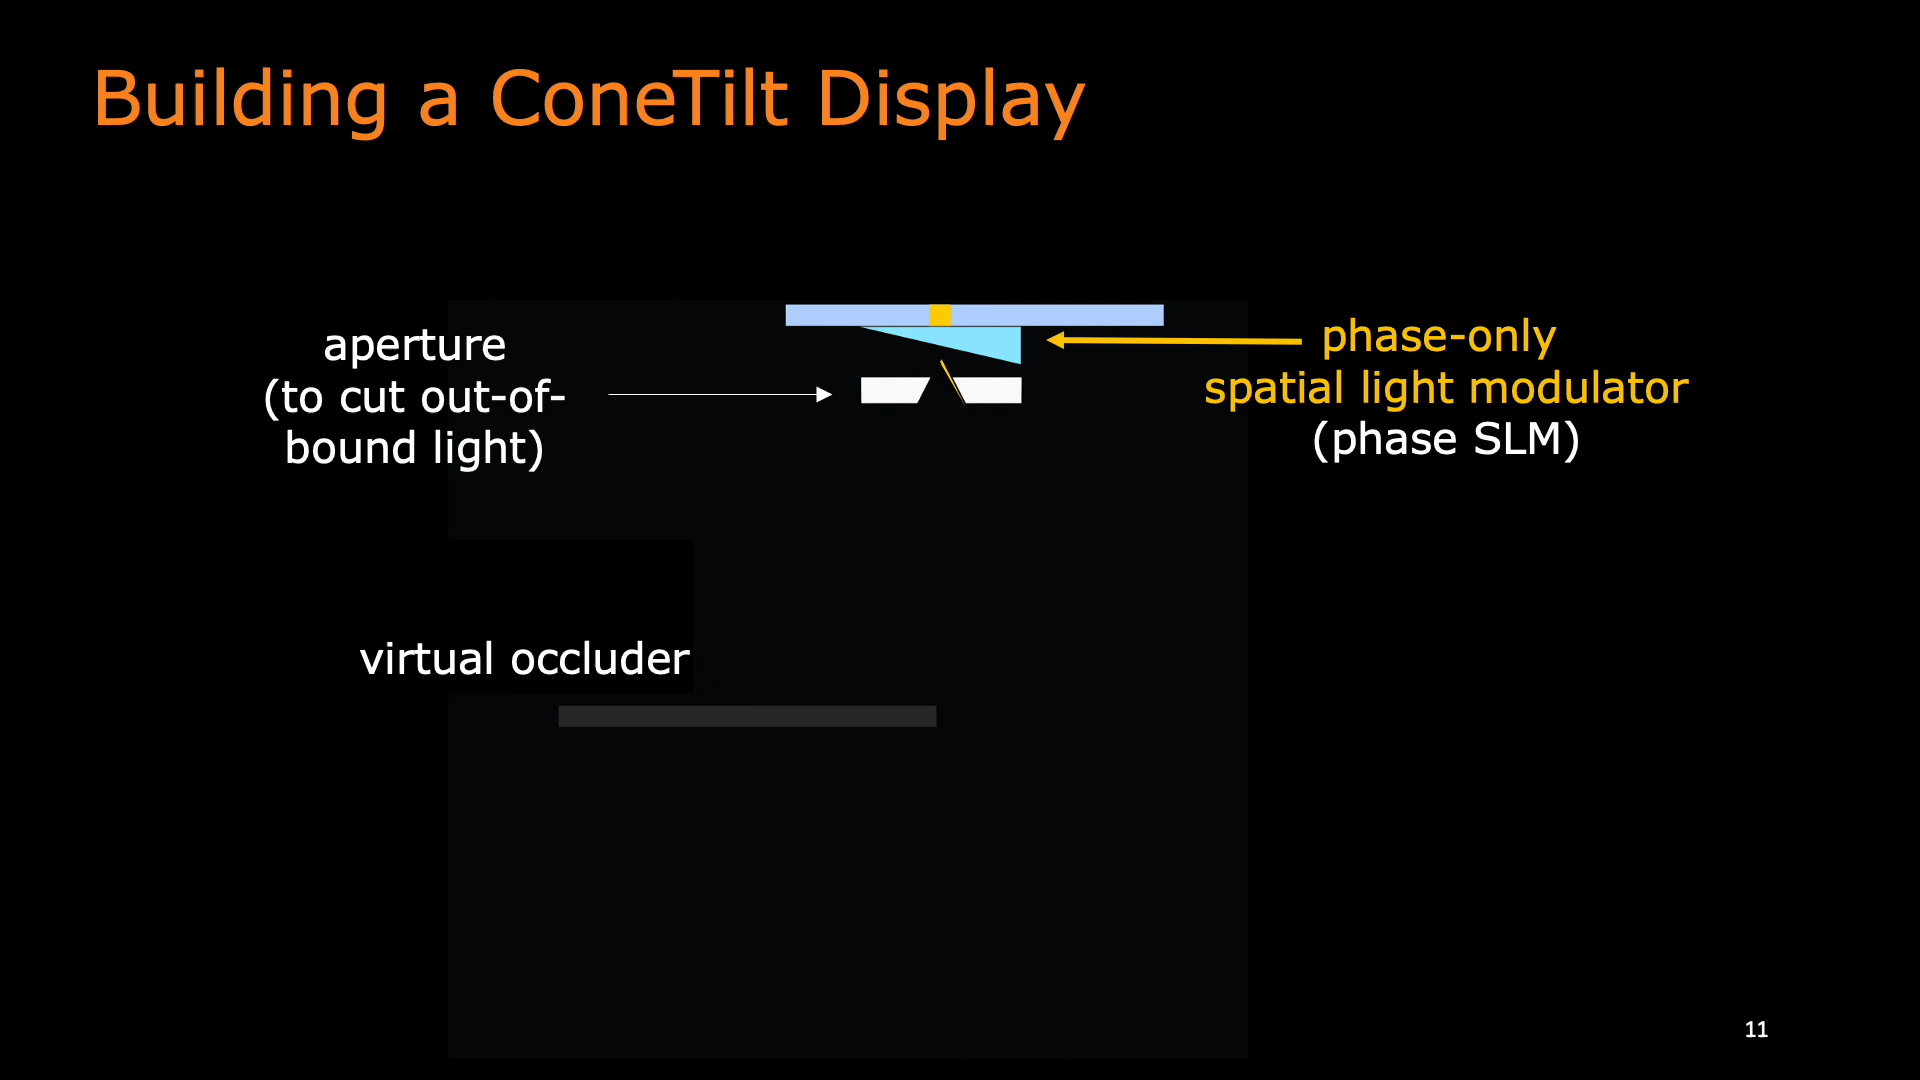 Building a ConeTilt Display
aperture
(to cut out-of-
bound light)
phase-only
spatial light modulator
(phase SLM)
virtual occluder
11